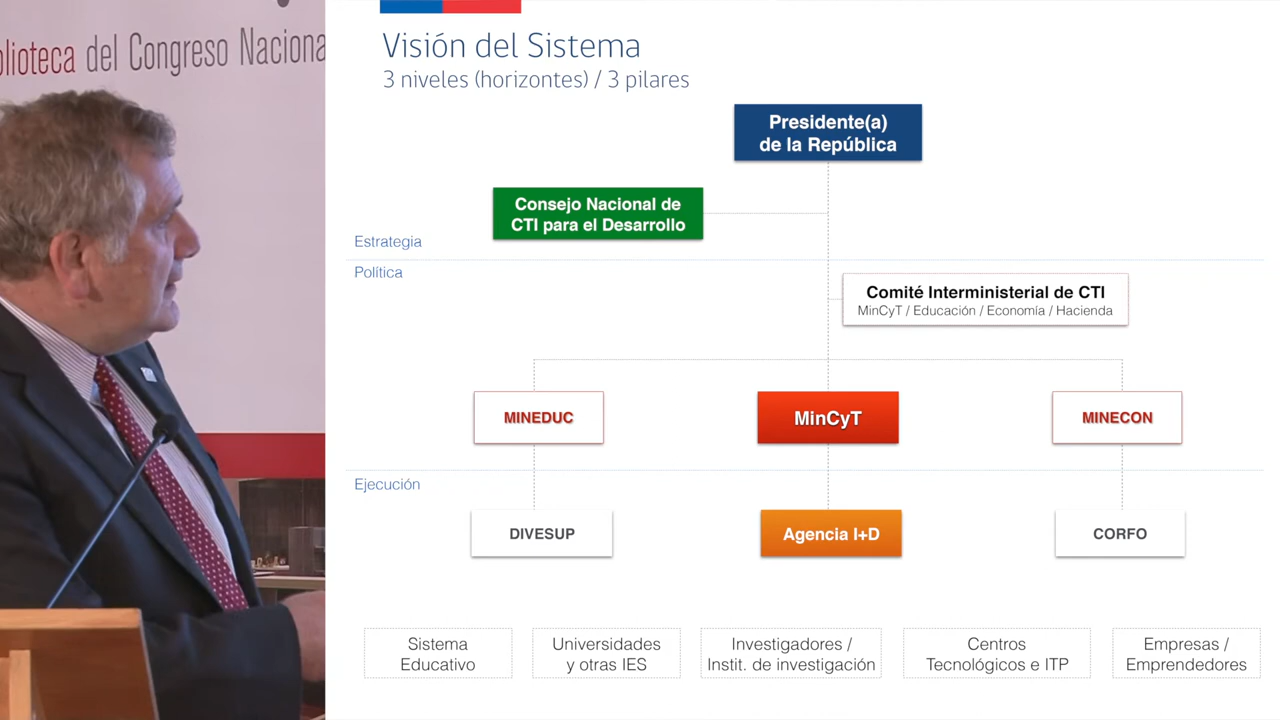 del Congreso Naciona
Visión del Sistema
3 niveles (horizontes) / 3 pilares
Presidente(a)
de la República
Consejo Nacional de
CTI para el Desarrollo
Estrategia
Política
Comité Interministerial de CTI
MinCyT / Educación / Economía / Hacienda
MINEDUC
MinCyT
MINECON
Ejecución
DIVESUP
Agencia I+D
CORFO
Sistema
Educativo
Universidades
y otras IES
Investigadores /
Instit. de investigación
Centros
Tecnológicos e ITP
Empresas /
Emprendedores